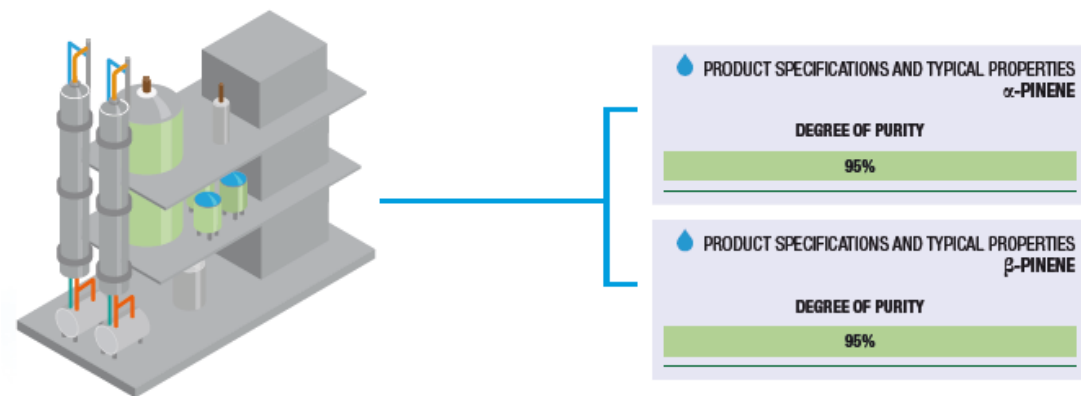 PRODUCT SPECIFICATIONS AND TYPICAL PROPERTIES
α-PINENE
DEGREE OF PURITY
95%
PRODUCT SPECIFICATIONS AND TYPICAL PROPERTIES
β-PINENE
DEGREE OF PURITY
95%